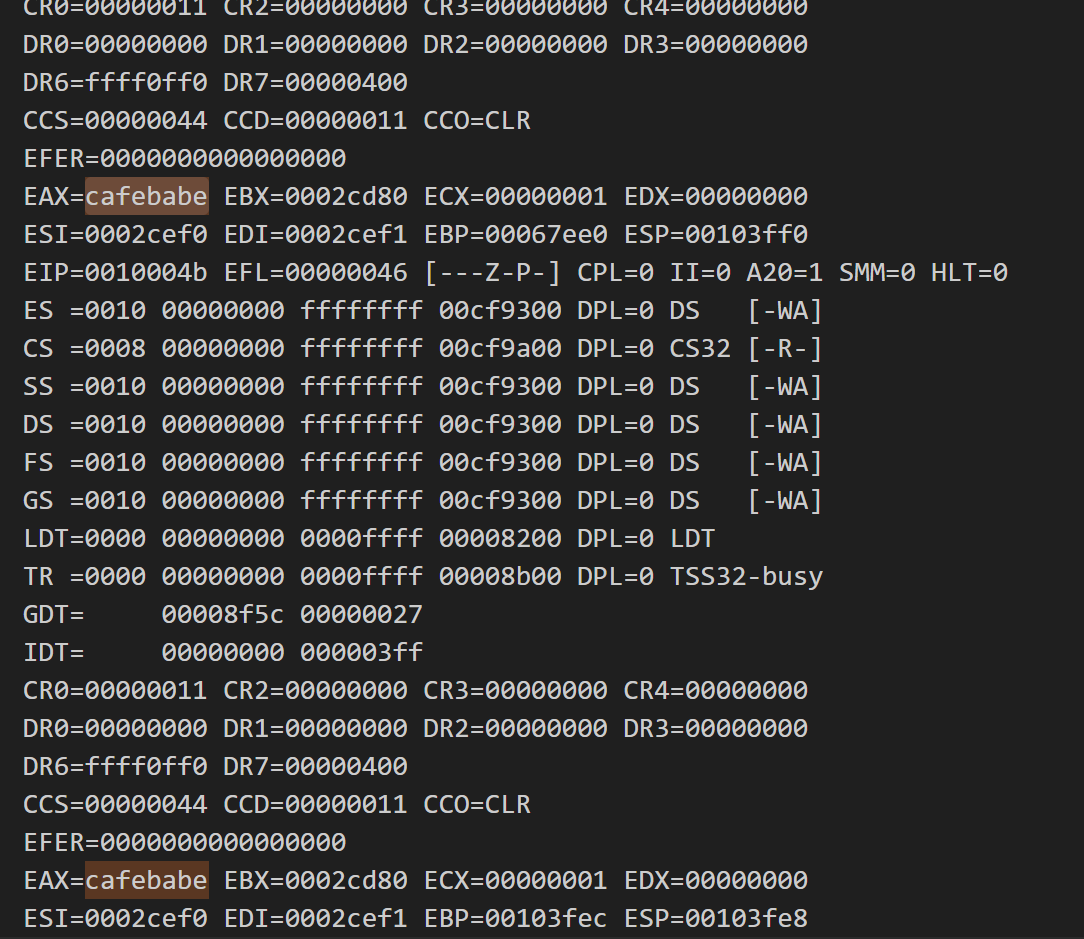 CR0=00000011 CR2=00000000 CR3=00000000 CR4=00000000
DR0=00000000 DR1=00000000 DR2=00000000 DR3=00000000
DR6=ffff0ff0 DR7=00000400
CCS=00000044 CCD=00000011 CCO=CLR
EFER=0000000000000000
EAX=cafebabe EBX=0002cd80 ECX=00000001 EDX=00000000
ESI=0002cef0 EDI=0002cef1 EBP=00067ee0 ESP=00103ff0
EIP=0010004b EFL=00000046 [---Z-P-] CPL=0 II=0 A20=1 SMM=0 HLT=0
ES =0010 00000000 ffffffff 00cf9300 DPL=0 DS   [-WA]
CS =0008 00000000 ffffffff 00cf9a00 DPL=0 CS32 [-R-]
SS =0010 00000000 ffffffff 00cf9300 DPL=0 DS   [-WA]
DS =0010 00000000 ffffffff 00cf9300 DPL=0 DS   [-WA]
FS =0010 00000000 ffffffff 00cf9300 DPL=0 DS   [-WA]
GS =0010 00000000 ffffffff 00cf9300 DPL=0 DS   [-WA]
LDT=0000 00000000 0000ffff 00008200 DPL=0 LDT
TR =0000 00000000 0000ffff 00008b00 DPL=0 TSS32-busy
GDT=     00008f5c 00000027
IDT=     00000000 000003ff
CR0=00000011 CR2=00000000 CR3=00000000 CR4=00000000
DR0=00000000 DR1=00000000 DR2=00000000 DR3=00000000
DR6=ffff0ff0 DR7=00000400
CCS=00000044 CCD=00000011 CCO=CLR
EFER=0000000000000000
EAX=cafebabe EBX=0002cd80 ECX=00000001 EDX=00000000
ESI=0002cef0 EDI=0002cef1 EBP=00103fec ESP=00103fe8